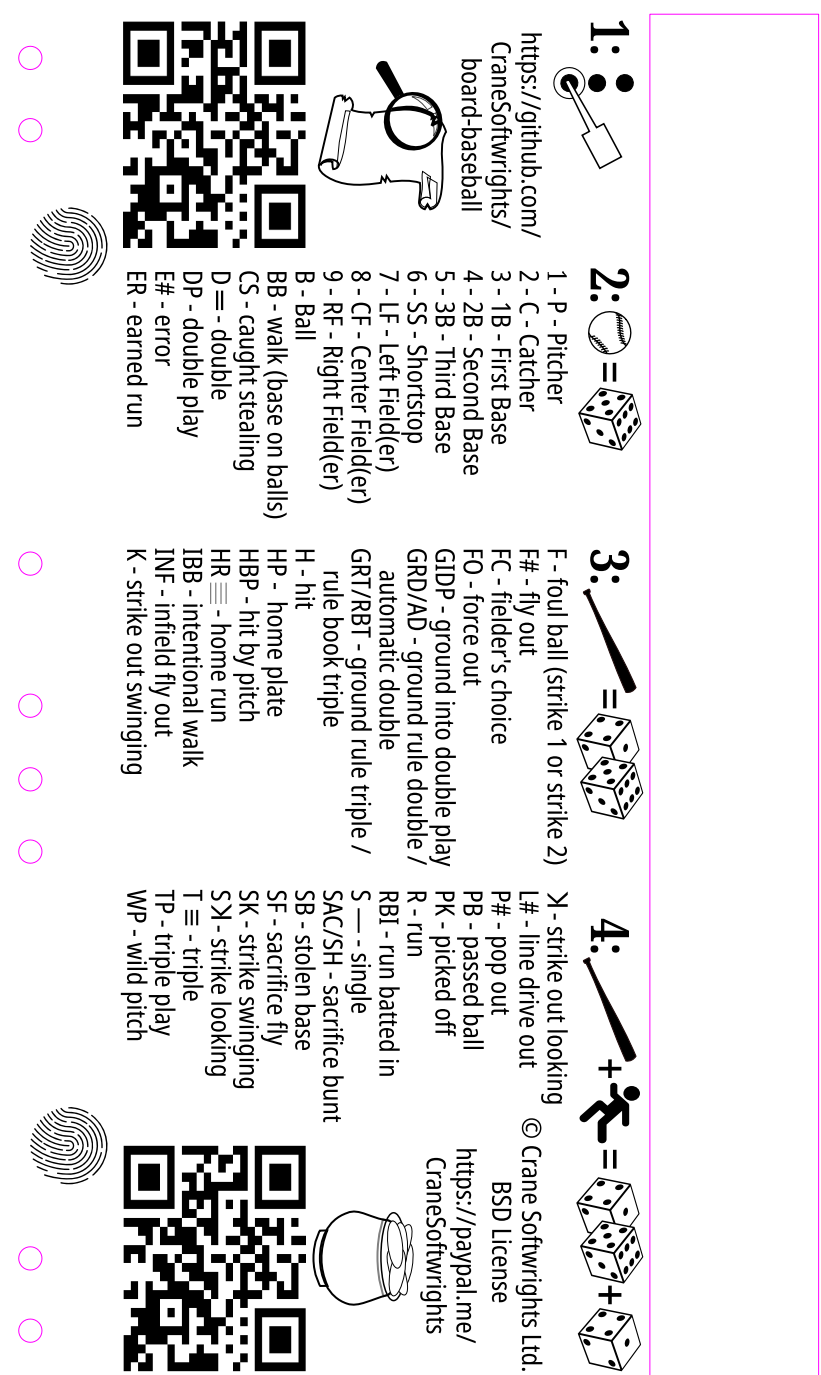 1:
https://github.com/
CraneSoftwrights/
board-baseball
2: =
1 - P - Pitcher
2 - C - Catcher
3 - 1B - First Base
4 - 2B - Second Base
5 - 3B - Third Base
6 - SS - Shortstop
7 - LF - Left Field(er)
8 - CF - Center Field(er)
9 - RF - Right Field(er)
B - Ball
BB - walk (base on balls)
CS - caught stealing
D = - double
DP - double play
E# - error
ER - earned run
3: =
F - foul ball (strike 1 or strike 2)
F# - fly out
FC - fielder's choice
FO - force out
GIDP - ground into double play
GRD/AD - ground rule double /
automatic double
GRT/RBT - ground rule triple /
rule book triple
H - hit
HP - home plate
HBP - hit by pitch
HR 𝄘 - home run
IBB - intentional walk
INF - infield fly out
K - strike out swinging
4: + = +
ꓘ - strike out looking
L# - line drive out
P# - pop out
PB - passed ball
PK - picked off
R - run
RBI - run batted in
S — - single
SAC/SH - sacrifice bunt
SB - stolen base
SF - sacrifice fly
SK - strike swinging
Sꓘ - strike looking
T ≡ - triple
TP - triple play
WP - wild pitch
© Crane Softwrights Ltd.
BSD License
https://paypal.me/
CraneSoftwrights